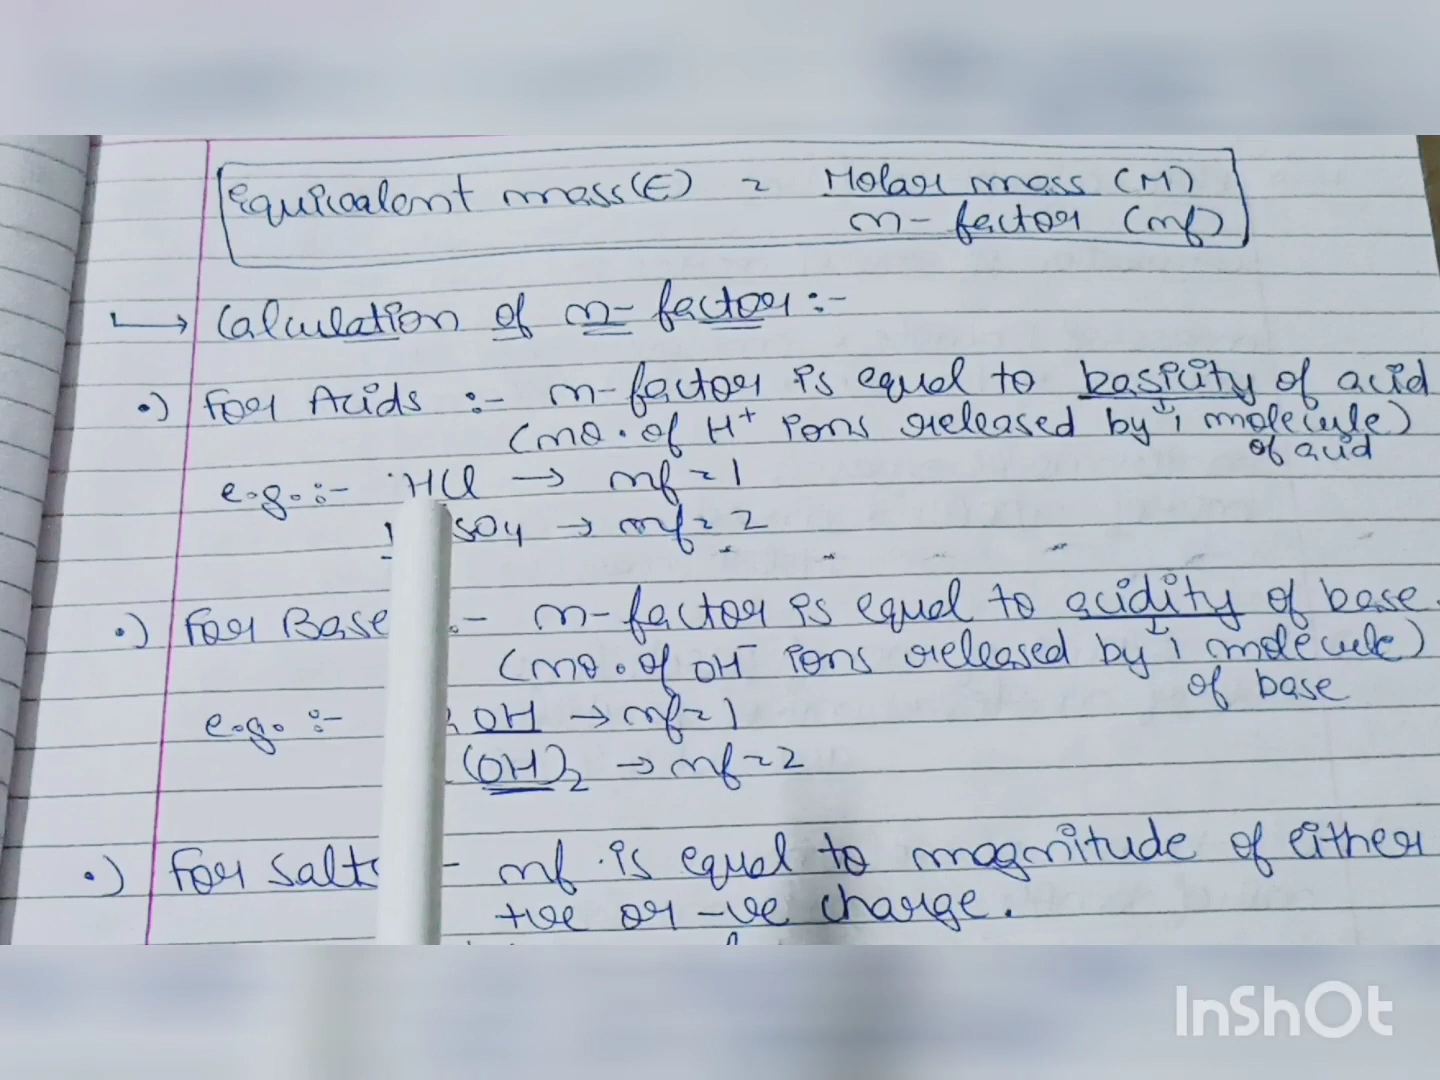 Equivalent mass(E) = Molar mass (M)
n-factor (nf)
→ Calculation of n-factor :-
•) For Acids :- n-factor is equal to basicity of acid
(no. of H⁺ ions released by 1 molecule)
of acid
e.g. :- HCl → nf = 1
SO4 → nf = 2
•) For Base :- n-factor is equal to acidity of base.
(no. of OH⁻ ions released by 1 molecule)
of base
e.g. :- OH → nf = 1
(OH)2 → nf = 2
•) For Salts - nf is equal to magnitude of either
+ve or -ve charge.
InShOt